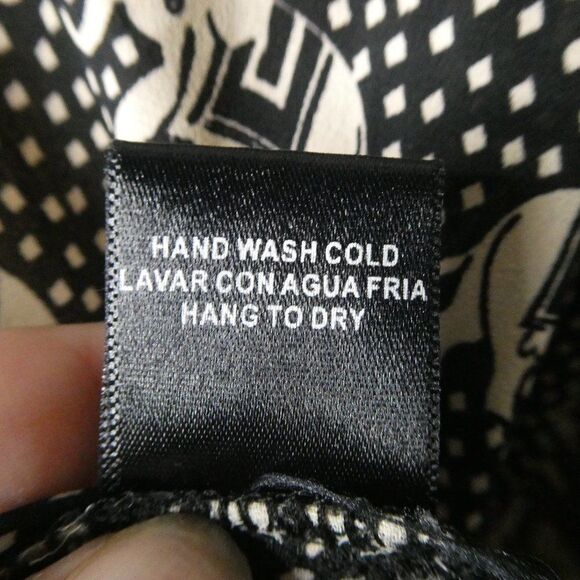 HAND WASH COLD
LAVAR CON AGUA FRIA
HANG TO DRY